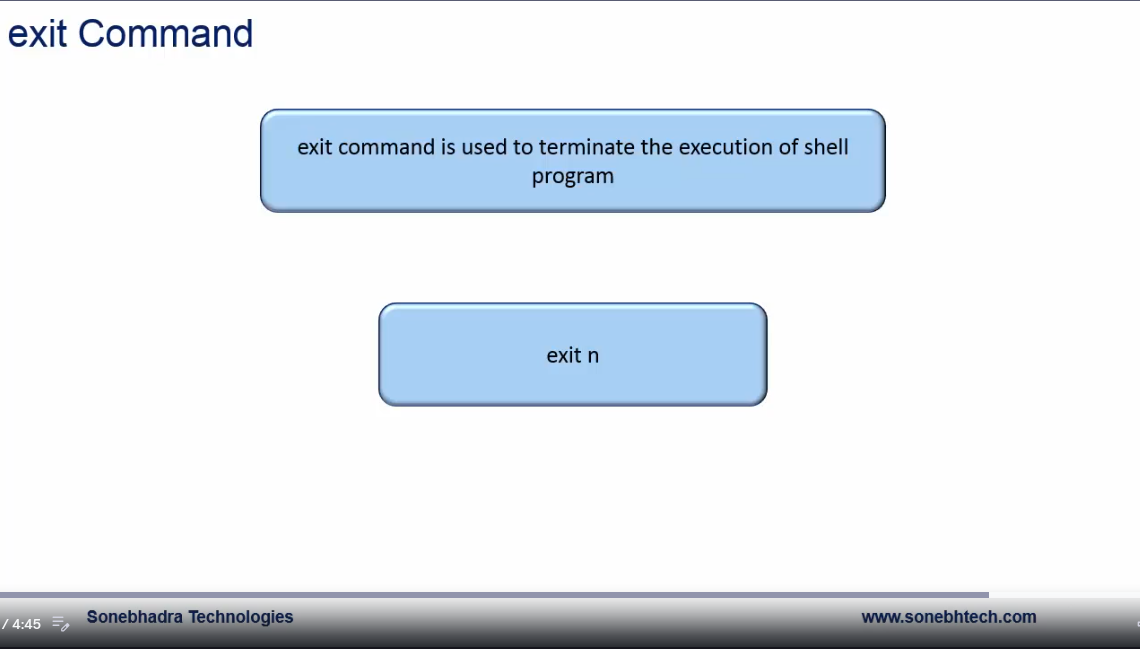 exit Command
exit command is used to terminate the execution of shell
program
exit n
/ 4:45
Sonebhadra Technologies
www.sonebhtech.com